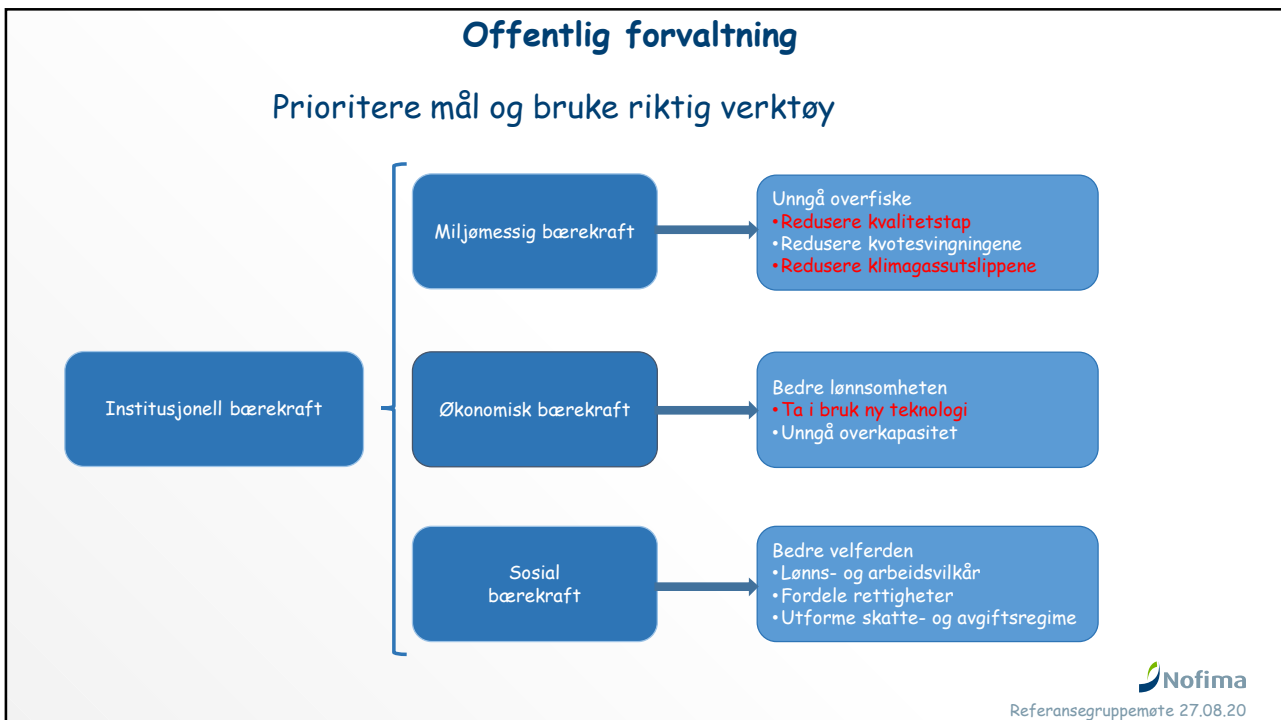 Offentlig forvaltning
Prioritere mål og bruke riktig verktøy
Institusjonell bærekraft
Miljømessig bærekraft
Unngå overfiske
•Redusere kvalitetstap
•Redusere kvotesvingningene
•Redusere klimagassutslippene
Økonomisk bærekraft
Bedre lønnsomheten
•Ta i bruk ny teknologi
•Unngå overkapasitet
Sosial
bærekraft
Bedre velferden
•Lønns- og arbeidsvilkår
•Fordele rettigheter
•Utforme skatte- og avgiftsregime
Nofima
Referansegruppemøte 27.08.20